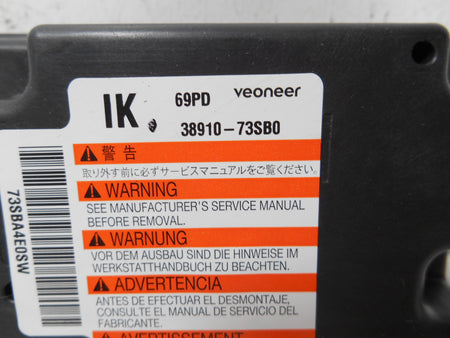 IK
69PD
veoneer
38910-73SB0
警告
取り外す前に必ずサービスマニュアルをご覧ください。
WARNING
SEE MANUFACTURER'S SERVICE MANUAL
BEFORE REMOVAL.
WARNUNG
VOR DEM AUSBAU SIND DIE HINWEISE IM
WERKSTATTHANDBUCH ZU BEACHTEN.
ADVERTENCIA
ANTES DE EFECTUAR EL DESMONTAJE,
CONSULTE EL MANUAL DE SERVICIO DEL
FABRICANTE.
AVERTISSEMENT
73SBA4E0SW